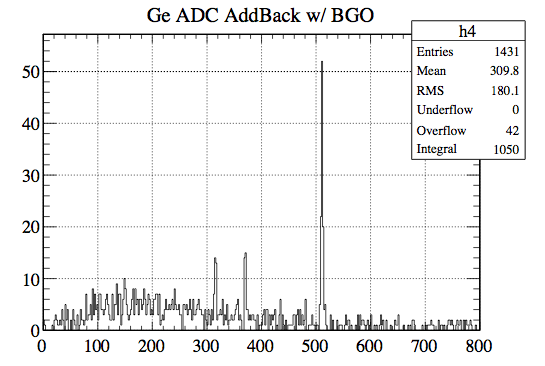 Ge ADC AddBack w/ BGO
h4
Entries 1431
Mean 309.8
RMS 180.1
Underflow 0
Overflow 42
Integral 1050
50
40
30
20
10
0
0 100 200 300 400 500 600 700 800